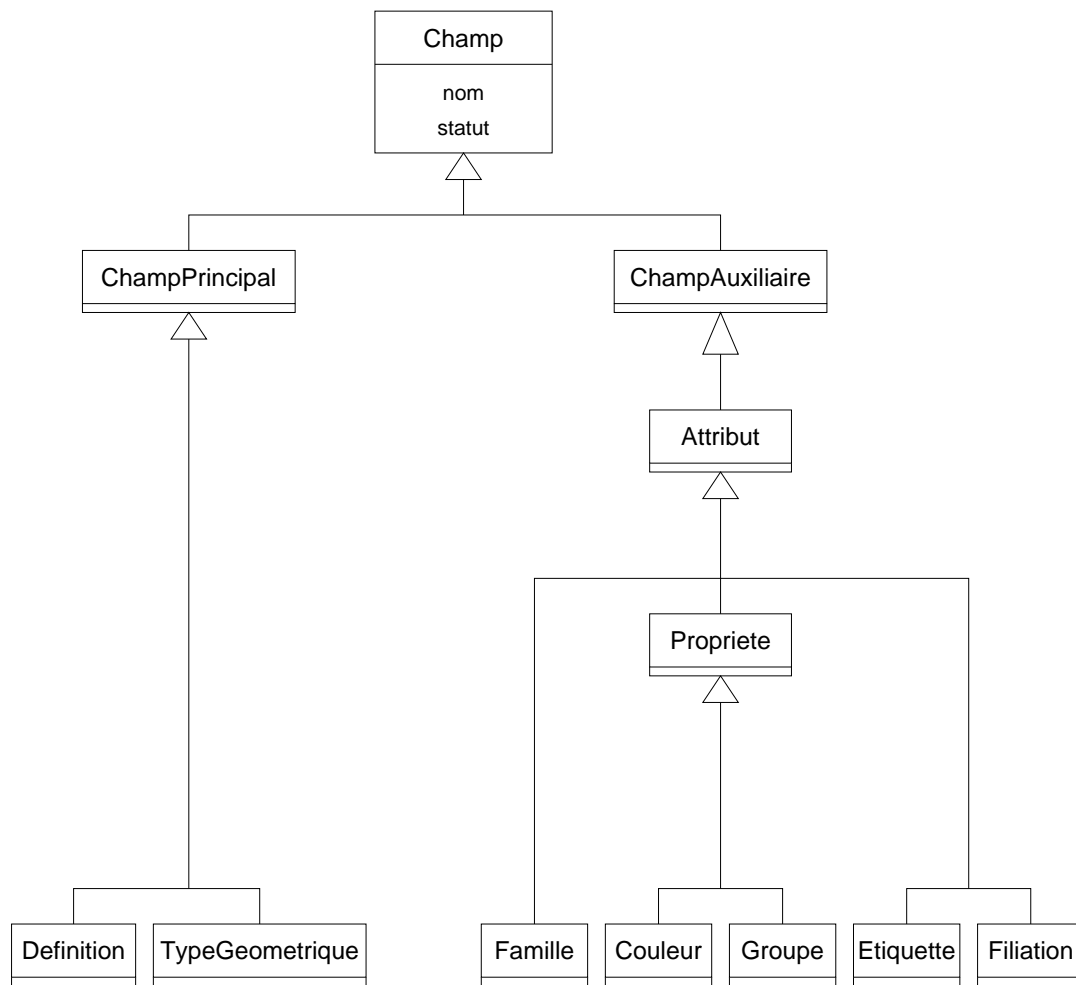 Champ
nom
statut
ChampPrincipal
ChampAuxiliaire
Attribut
Propriete
Definition
TypeGeometrique
Famille
Couleur
Groupe
Etiquette
Filiation